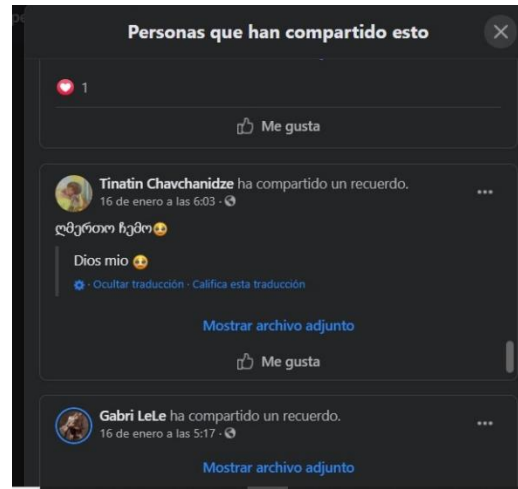 Personas que han compartido esto
1
Me gusta
Tinatin Chavchanidze ha compartido un recuerdo.
16 de enero a las 6:03 ·
ღმერთო ჩემო🥺
Dios mio 🥺
· Ocultar traducción · Califica esta traducción
Mostrar archivo adjunto
Me gusta
Gabri LeLe ha compartido un recuerdo.
16 de enero a las 5:17 ·
Mostrar archivo adjunto